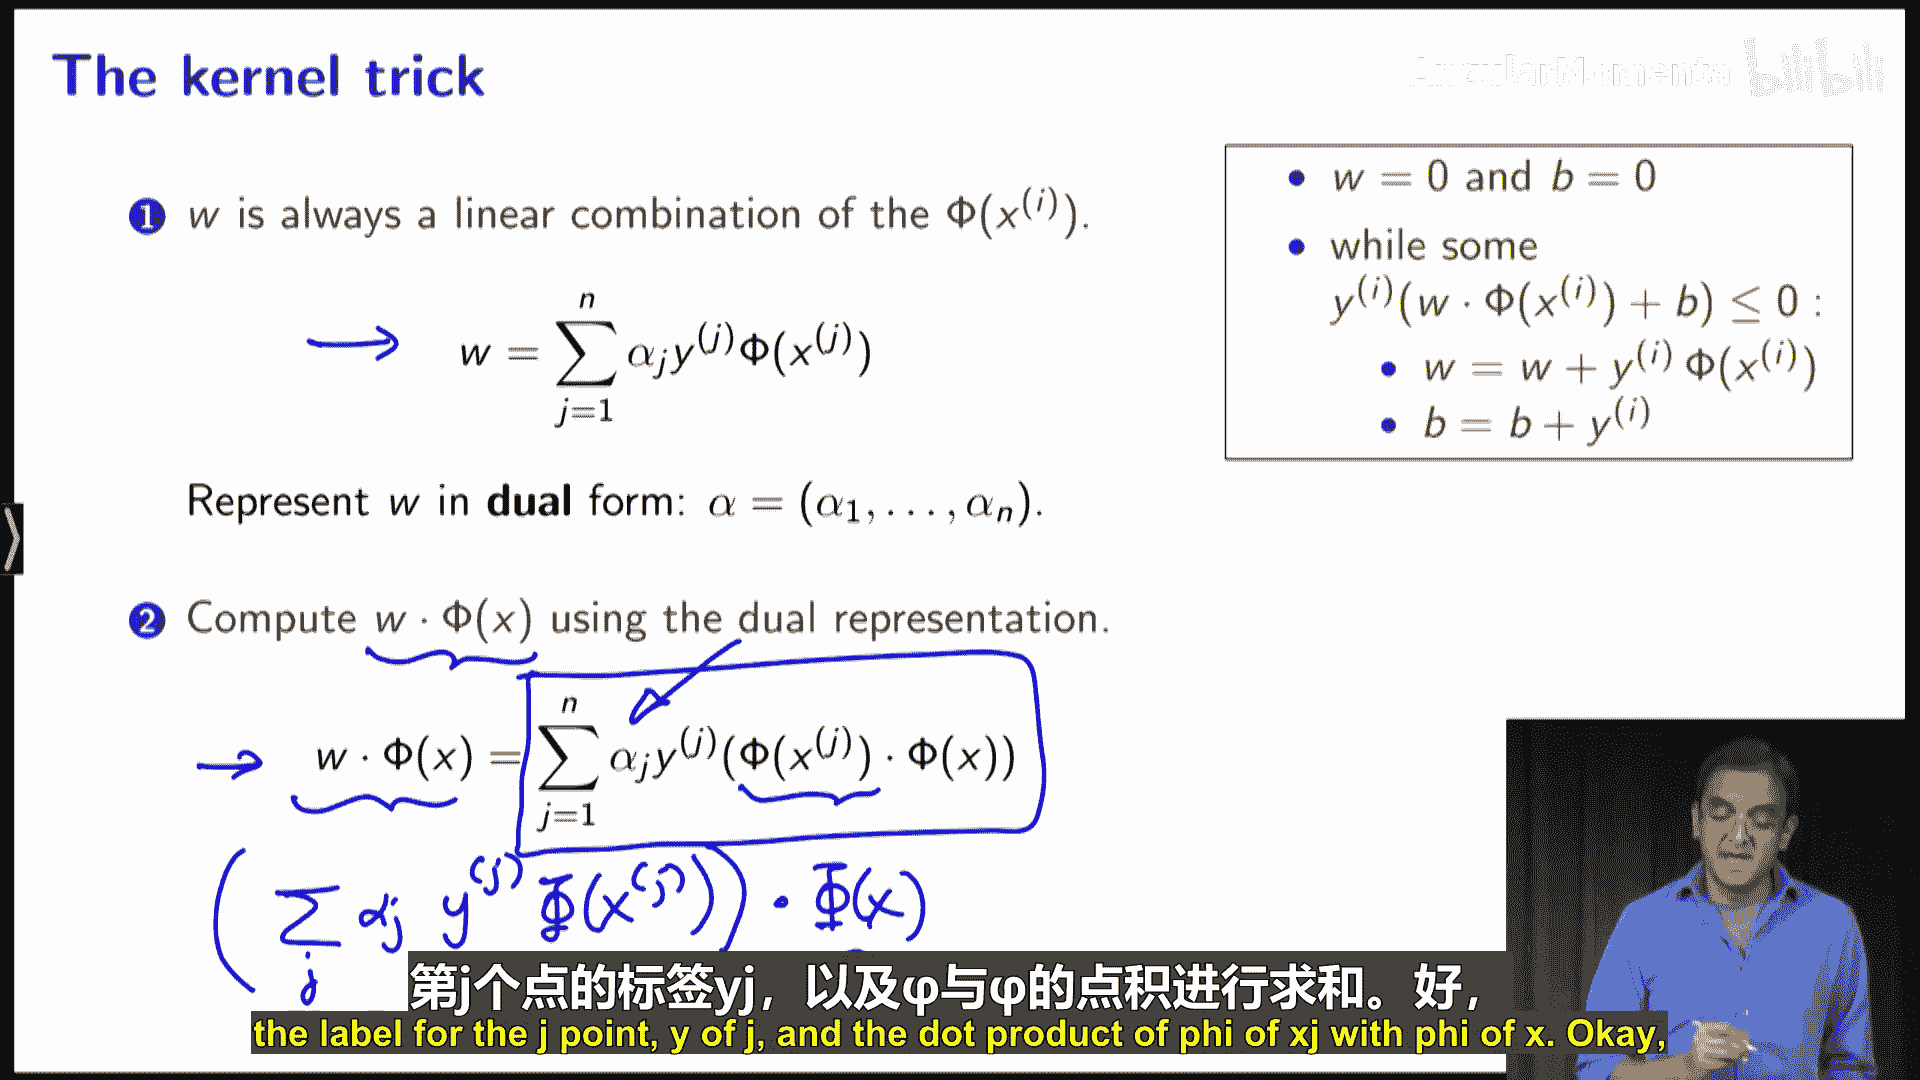 The kernel trick
bilibili
1 w is always a linear combination of the Φ(x^(i)).
w = ∑_{j=1}^{n} α_j y^(j) Φ(x^(j))
Represent w in dual form: α = (α_1, . . . , α_n).
2 Compute w · Φ(x) using the dual representation.
w · Φ(x) = ∑_{j=1}^{n} α_j y^(j) (Φ(x^(j)) · Φ(x))
( ∑_j α_j y^(j) Φ(x^(j)) ) · Φ(x)
• w = 0 and b = 0
• while some
y^(i)(w · Φ(x^(i)) + b) ≤ 0 :
• w = w + y^(i) Φ(x^(i))
• b = b + y^(i)
第j个点的标签yj，以及φ与φ的点积进行求和。好，
the label for the j point, y of j, and the dot product of phi of xj with phi of x. Okay,